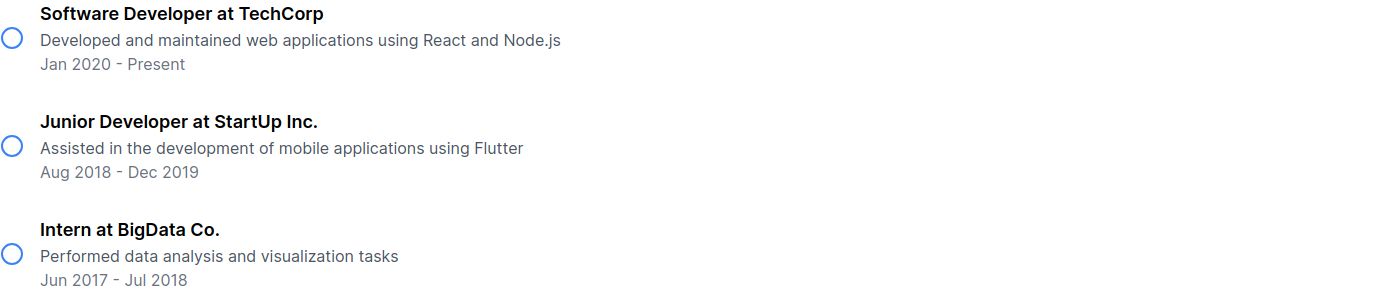 Software Developer at TechCorp
Developed and maintained web applications using React and Node.js
Jan 2020 - Present
Junior Developer at StartUp Inc.
Assisted in the development of mobile applications using Flutter
Aug 2018 - Dec 2019
Intern at BigData Co.
Performed data analysis and visualization tasks
Jun 2017 - Jul 2018